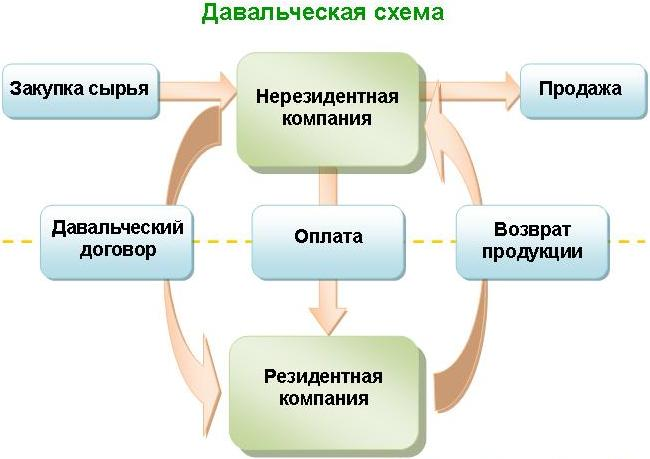 Давальческая схема
Закупка сырья
Нерезидентная
компания
Продажа
Давальческий
договор
Оплата
Возврат
продукции
Резидентная
компания